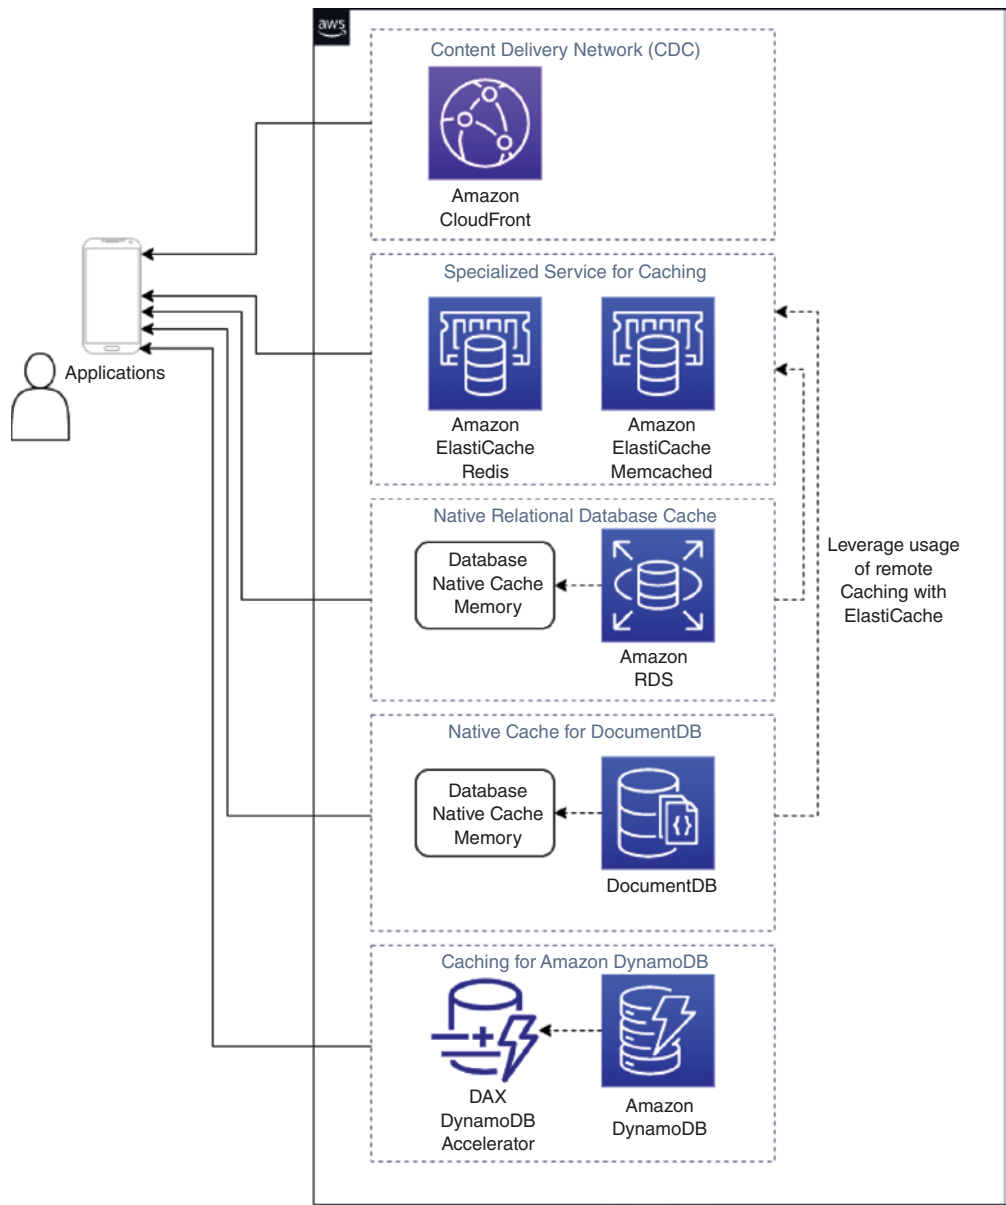 aws
Content Delivery Network (CDC)
Amazon
CloudFront
Applications
Specialized Service for Caching
Amazon
ElastiCache
Redis
Amazon
ElastiCache
Memcached
Native Relational Database Cache
Database
Native Cache
Memory
Amazon
RDS
Leverage usage
of remote
Caching with
ElastiCache
Native Cache for DocumentDB
Database
Native Cache
Memory
{}
DocumentDB
Caching for Amazon DynamoDB
DAX
DynamoDB
Accelerator
Amazon
DynamoDB